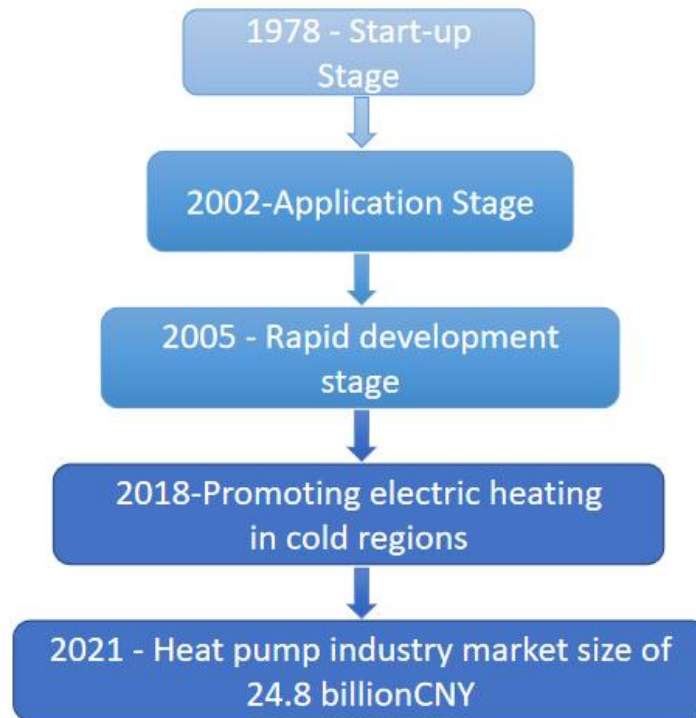 1978 - Start-up
Stage
2002-Application Stage
2005 - Rapid development
stage
2018-Promoting electric heating
in cold regions
2021 - Heat pump industry market size of
24.8 billionCNY